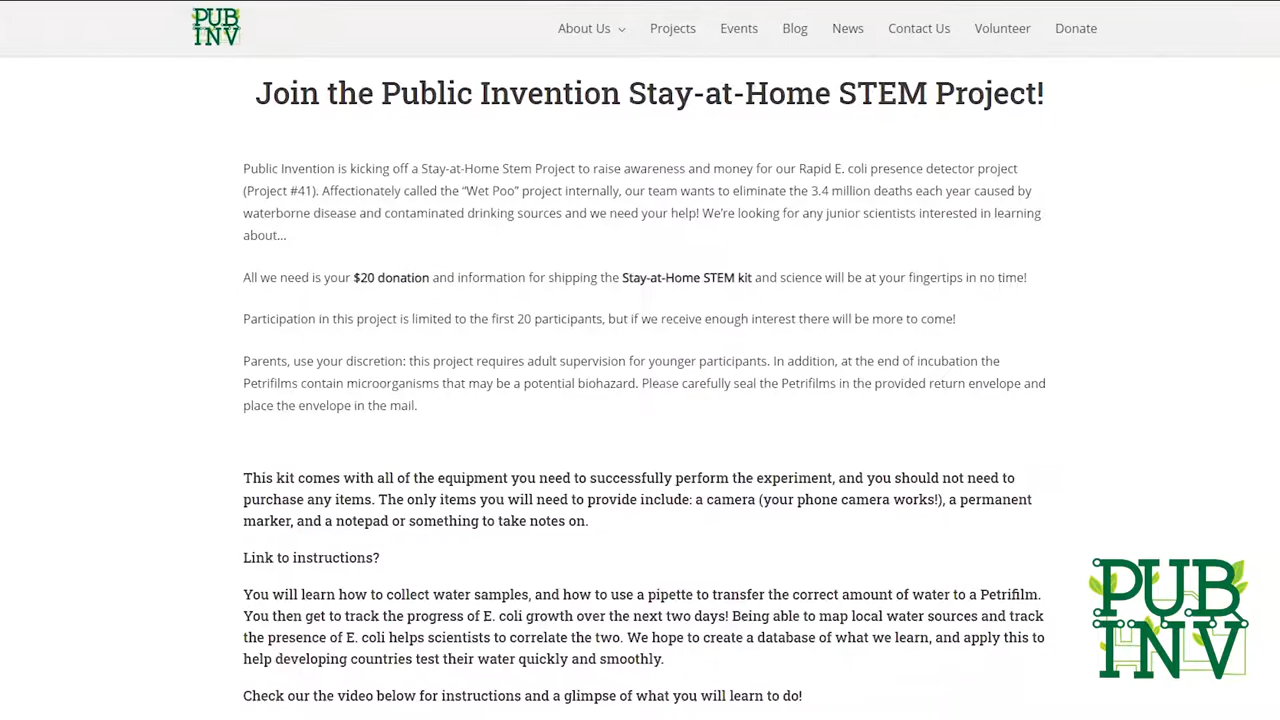 PUB
INV
About Us Projects Events Blog News Contact Us Volunteer Donate
Join the Public Invention Stay-at-Home STEM Project!
Public Invention is kicking off a Stay-at-Home Stem Project to raise awareness and money for our Rapid E. coli presence detector project
(Project #41). Affectionately called the “Wet Poo” project internally, our team wants to eliminate the 3.4 million deaths each year caused by
waterborne disease and contaminated drinking sources and we need your help! We’re looking for any junior scientists interested in learning
about…
All we need is your $20 donation and information for shipping the Stay-at-Home STEM kit and science will be at your fingertips in no time!
Participation in this project is limited to the first 20 participants, but if we receive enough interest there will be more to come!
Parents, use your discretion: this project requires adult supervision for younger participants. In addition, at the end of incubation the
Petrifilms contain microorganisms that may be a potential biohazard. Please carefully seal the Petrifilms in the provided return envelope and
place the envelope in the mail.
This kit comes with all of the equipment you need to successfully perform the experiment, and you should not need to
purchase any items. The only items you will need to provide include: a camera (your phone camera works!), a permanent
marker, and a notepad or something to take notes on.
Link to instructions?
You will learn how to collect water samples, and how to use a pipette to transfer the correct amount of water to a Petrifilm.
You then get to track the progress of E. coli growth over the next two days! Being able to map local water sources and track
the presence of E. coli helps scientists to correlate the two. We hope to create a database of what we learn, and apply this to
help developing countries test their water quickly and smoothly.
Check our the video below for instructions and a glimpse of what you will learn to do!
PUB
INV